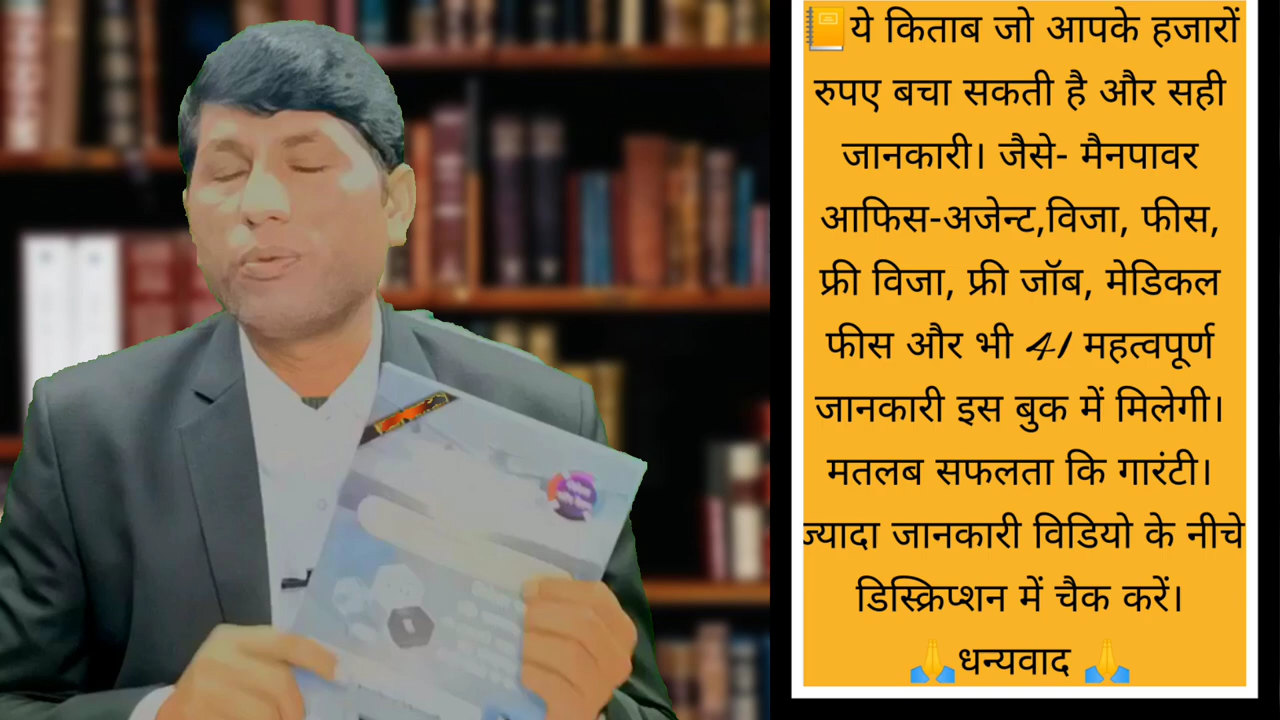 📒ये किताब जो आपके हजारों
रुपए बचा सकती है और सही
जानकारी। जैसे- मैनपावर
आफिस-अजेन्ट,विजा, फीस,
फ्री विजा, फ्री जॉब, मेडिकल
फीस और भी 41 महत्वपूर्ण
जानकारी इस बुक में मिलेगी।
मतलब सफलता कि गारंटी।
ज्यादा जानकारी विडियो के नीचे
डिस्क्रिप्शन में चैक करें।
🙏धन्यवाद 🙏